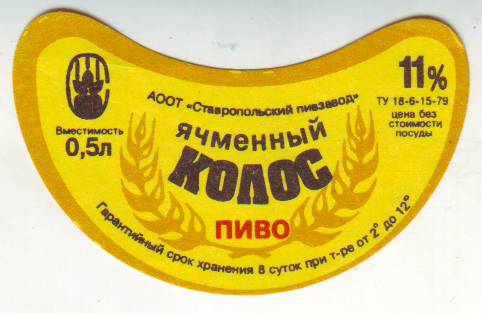 АООТ «Ставропольский пивзавод»
ячменный
КОЛОС
ПИВО
Вместимость
0,5л
11%
ТУ 18-6-15-79
цена без
стоимости
посуды
Гарантийный срок хранения 8 суток при т-ре от 2° до 12°